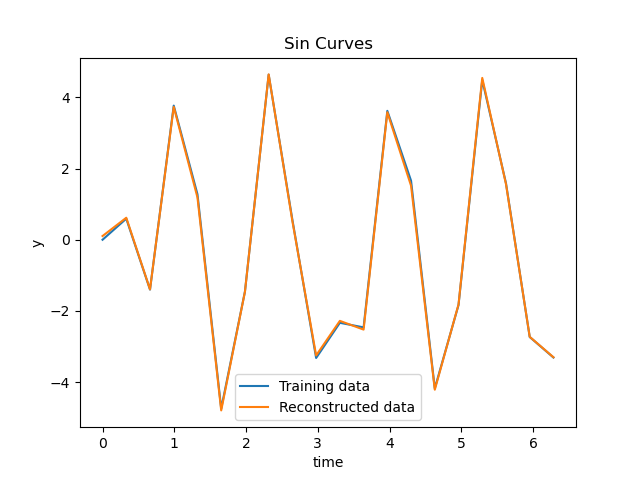 Sin Curves
y
4
2
0
−2
−4
0 1 2 3 4 5 6
time
Training data
Reconstructed data